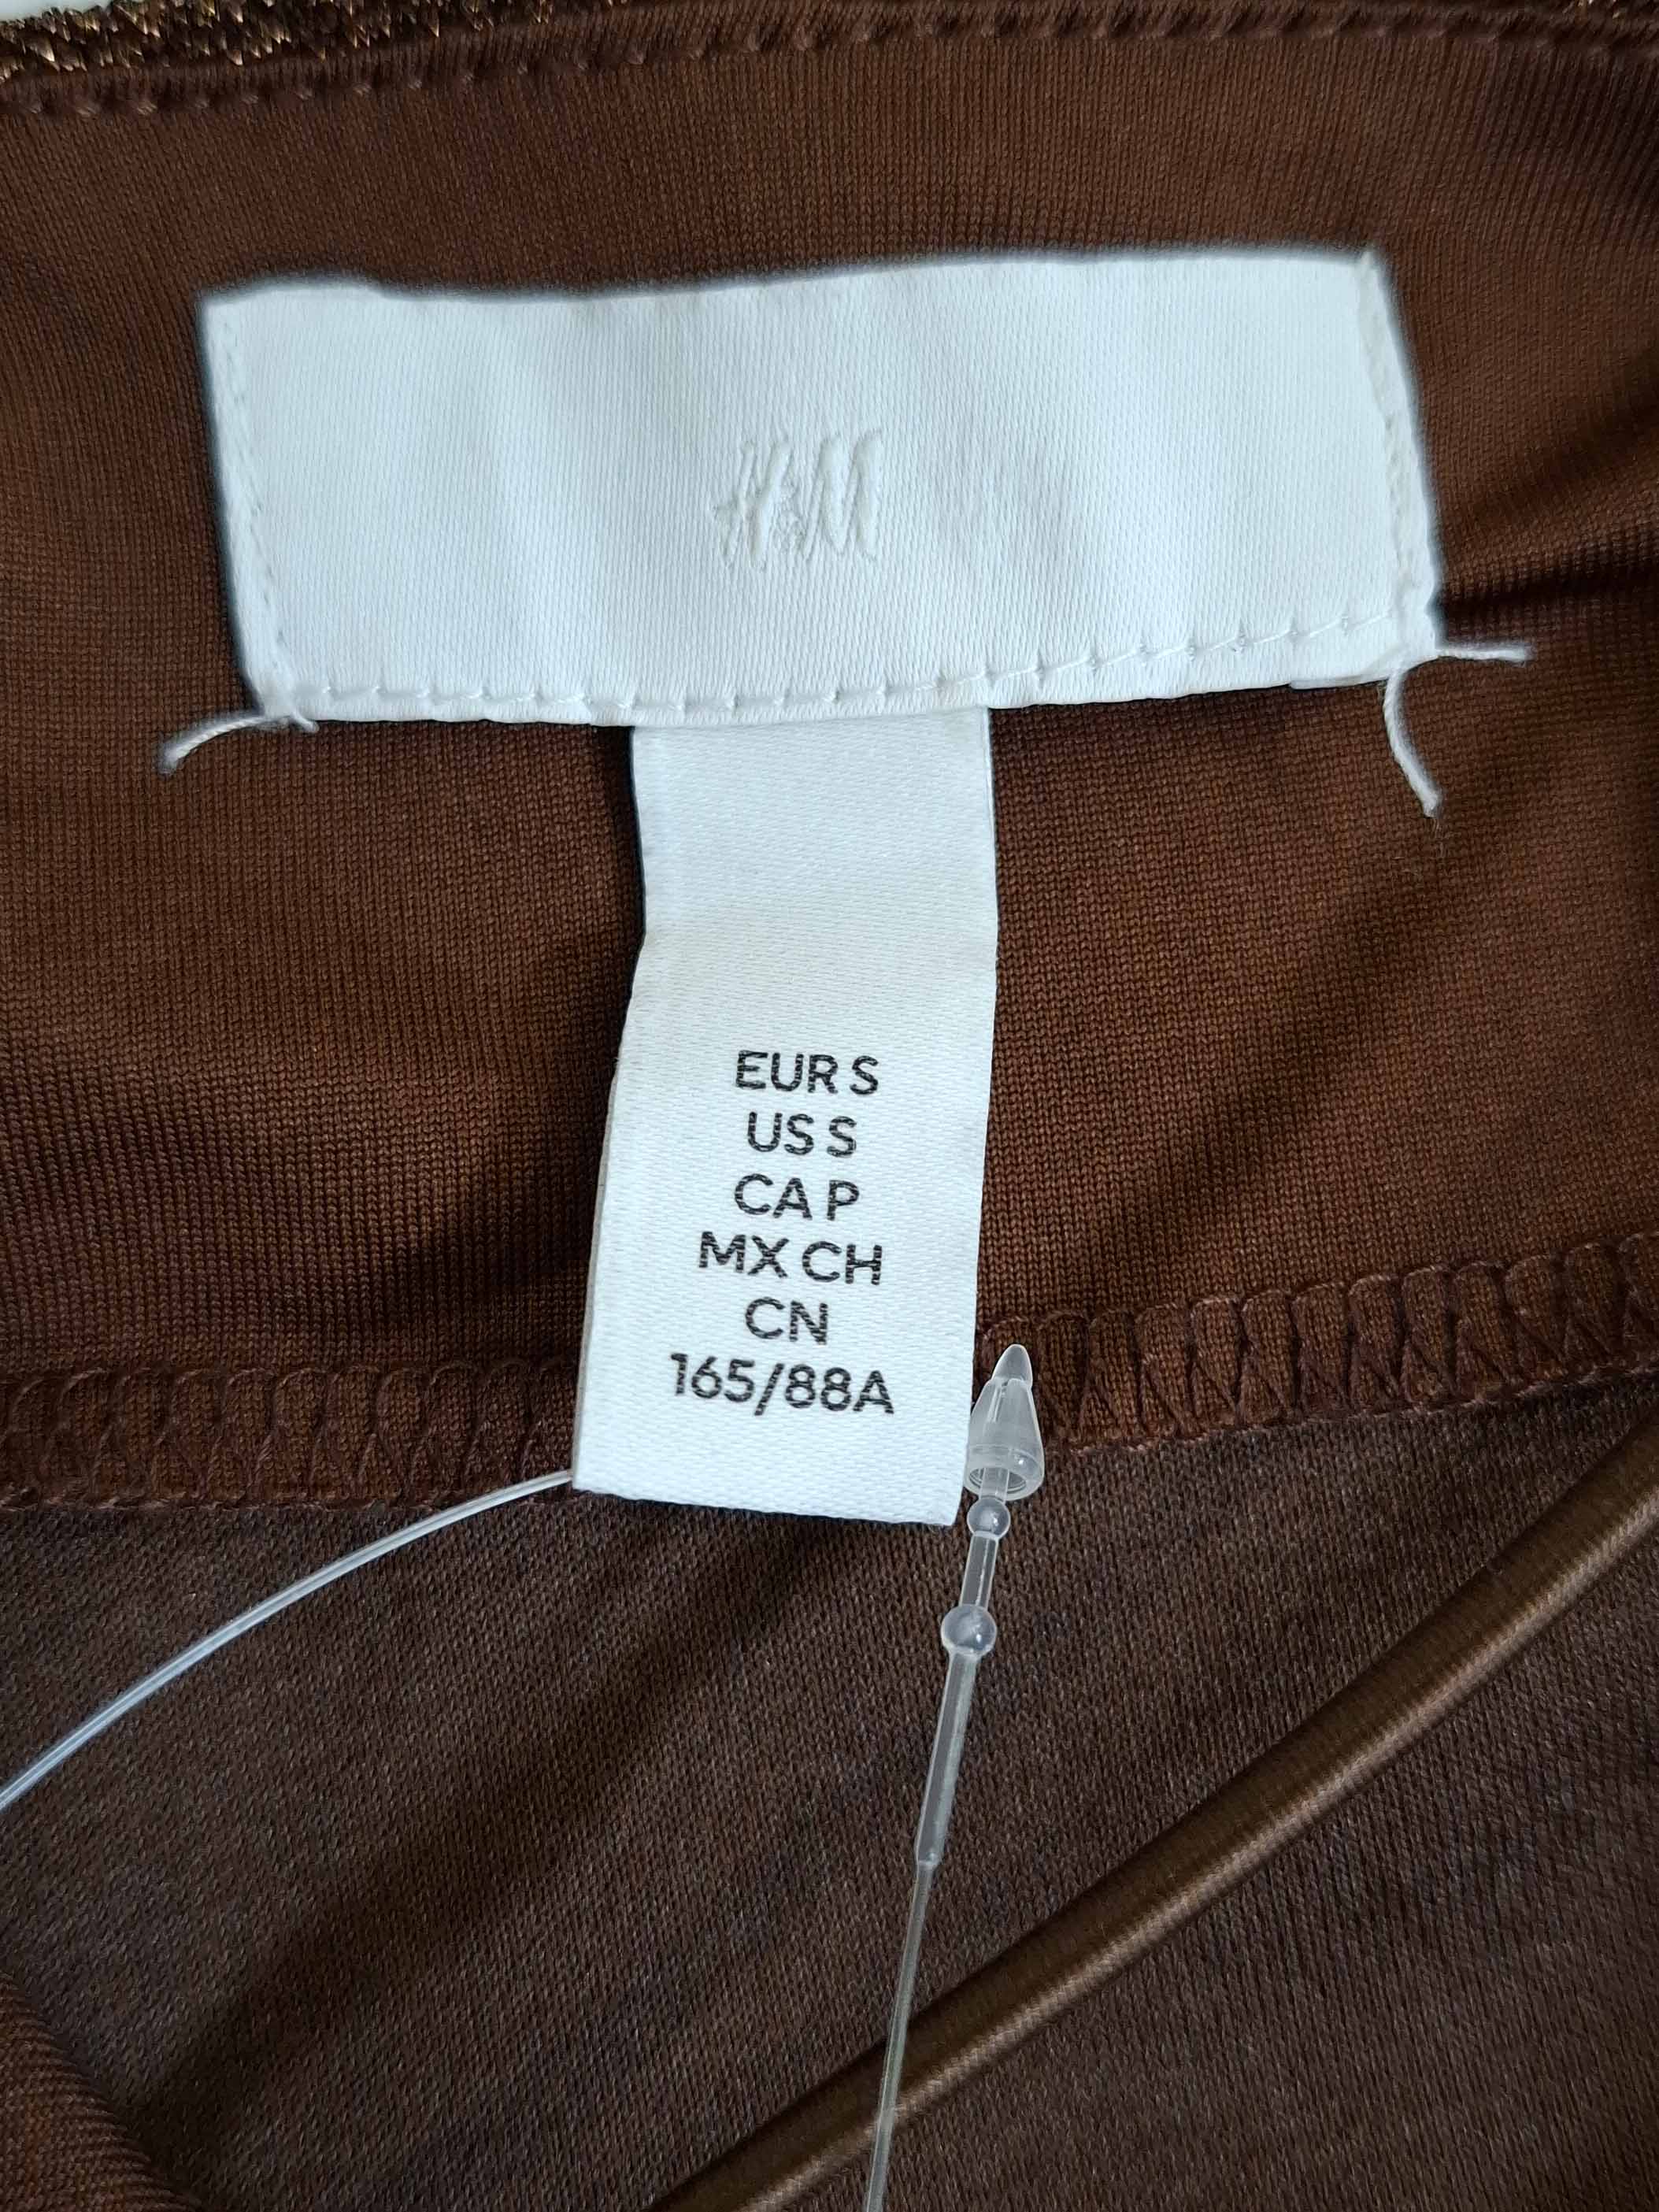 H&M
EUR S
US S
CA P
MX CH
CN
165/88A